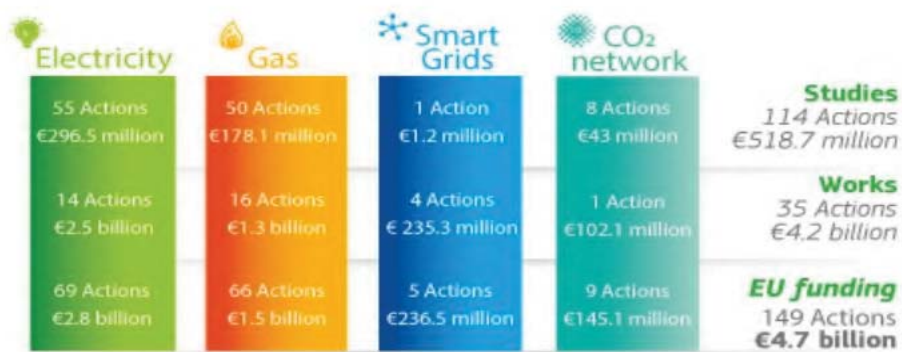 Electricity
Gas
Smart
Grids
CO₂
network
55 Actions
€296.5 million
50 Actions
€178.1 million
1 Action
€1.2 million
8 Actions
€43 million
Studies
114 Actions
€518.7 million
14 Actions
€2.5 billion
16 Actions
€1.3 billion
4 Actions
€ 235.3 million
1 Action
€102.1 million
Works
35 Actions
€4.2 billion
69 Actions
€2.8 billion
66 Actions
€1.5 billion
5 Actions
€236.5 million
9 Actions
€145.1 million
EU funding
149 Actions
€4.7 billion